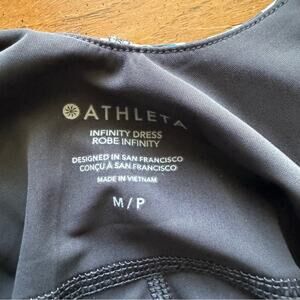 ATHLETA
INFINITY DRESS
ROBE INFINITY
DESIGNED IN SAN FRANCISCO
CONÇU À SAN FRANCISCO
MADE IN VIETNAM
M/P